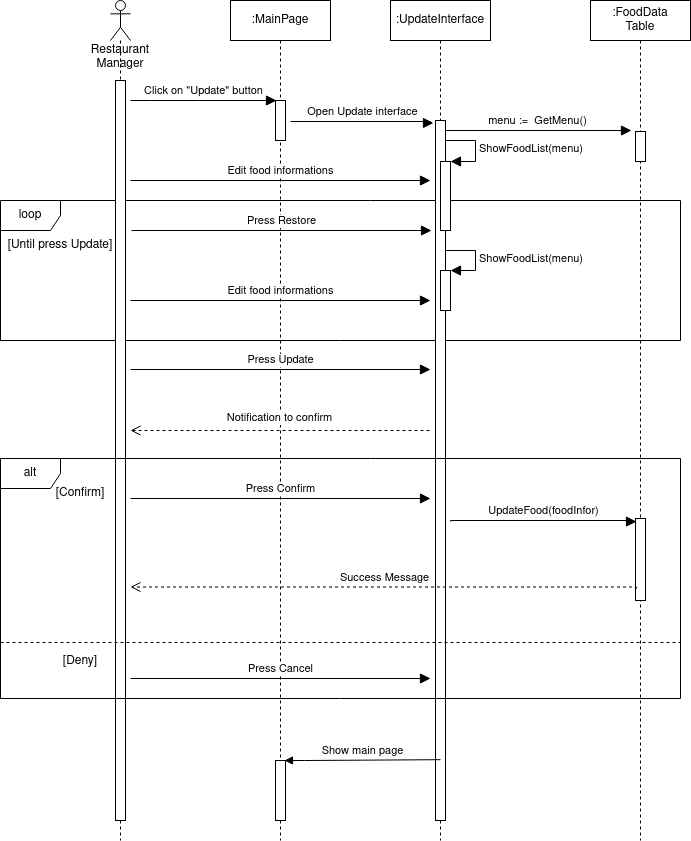 :MainPage
:UpdateInterface
:FoodData
Table
Restaurant
Manager
Click on "Update" button
Open Update interface
menu := GetMenu()
ShowFoodList(menu)
Edit food informations
loop
Press Restore
[Until press Update]
ShowFoodList(menu)
Edit food informations
Press Update
Notification to confirm
alt
[Confirm]
Press Confirm
UpdateFood(foodInfor)
Success Message
[Deny]
Press Cancel
Show main page